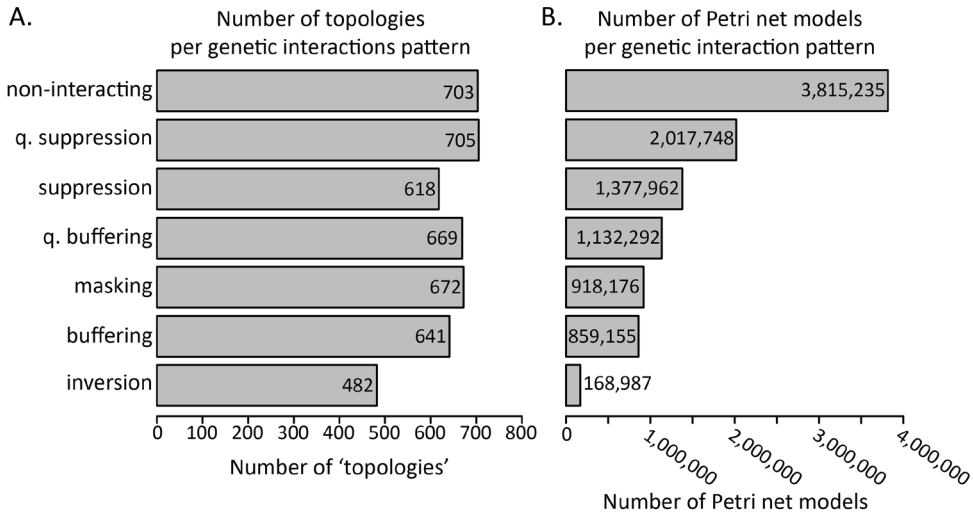 A.
Number of topologies
per genetic interactions pattern
non-interacting
703
q. suppression
705
suppression
618
q. buffering
669
masking
672
buffering
641
inversion
482
0 100 200 300 400 500 600 700 800
Number of ‘topologies’
B.
Number of Petri net models
per genetic interaction pattern
3,815,235
2,017,748
1,377,962
1,132,292
918,176
859,155
168,987
0 1,000,000 2,000,000 3,000,000 4,000,000
Number of Petri net models